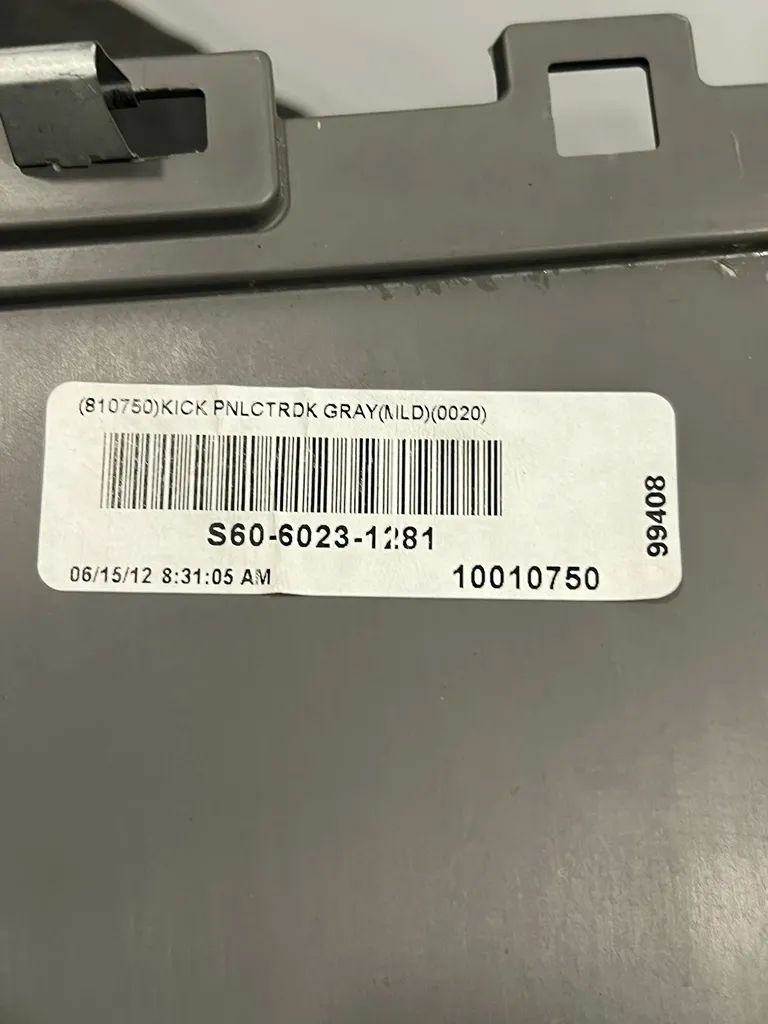 (810750)KICK PNLCTRDK GRAY(MLD)(0020)
S60-6023-1281
06/15/12 8:31:05 AM
10010750
99408